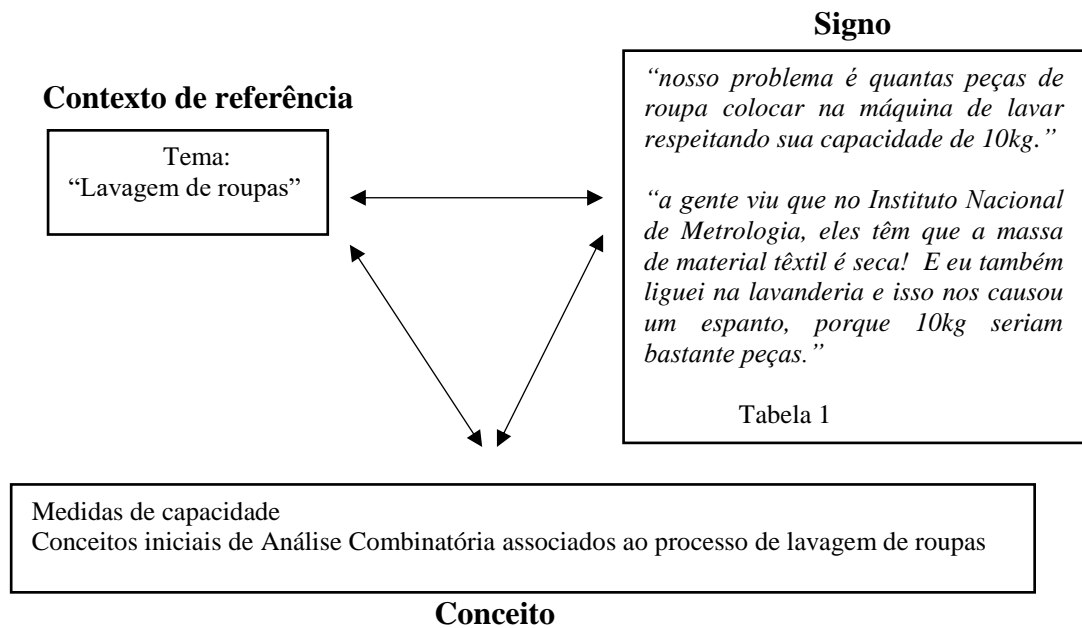 Signo
“nosso problema é quantas peças de
roupa colocar na máquina de lavar
respeitando sua capacidade de 10kg.”
“a gente viu que no Instituto Nacional
de Metrologia, eles têm que a massa
de material têxtil é seca! E eu também
liguei na lavanderia e isso nos causou
um espanto, porque 10kg seriam
bastante peças.”
Tabela 1
Contexto de referência
Tema:
“Lavagem de roupas”
Medidas de capacidade
Conceitos iniciais de Análise Combinatória associados ao processo de lavagem de roupas
Conceito